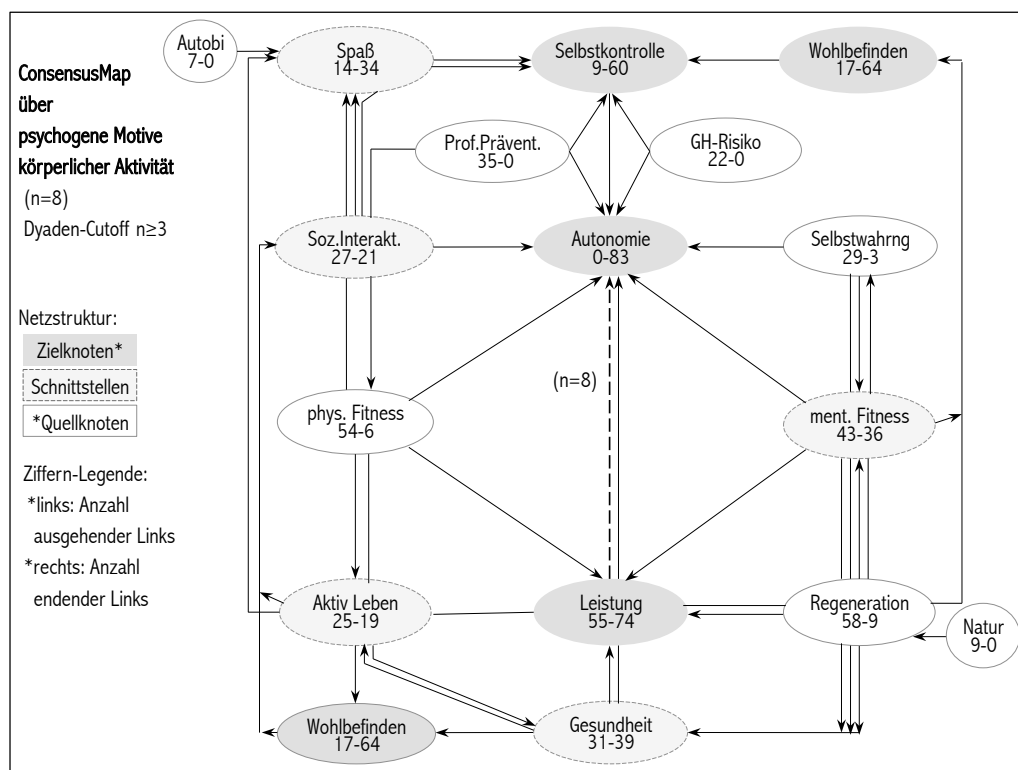 ConsensusMap
über
psychogene Motive
körperlicher Aktivität
(n=8)
Dyaden-Cutoff n≥3
Netzstruktur:
Zielknoten*
Schnittstellen
*Quellknoten
Ziffern-Legende:
*links: Anzahl
ausgehender Links
*rechts: Anzahl
endender Links
Autobi
7-0
Spaß
14-34
Selbstkontrolle
9-60
Wohlbefinden
17-64
Prof.Prävent.
35-0
GH-Risiko
22-0
Soz.Interakt.
27-21
Autonomie
0-83
Selbstwahrng
29-3
(n=8)
phys. Fitness
54-6
ment. Fitness
43-36
Aktiv Leben
25-19
Leistung
55-74
Regeneration
58-9
Natur
9-0
Wohlbefinden
17-64
Gesundheit
31-39